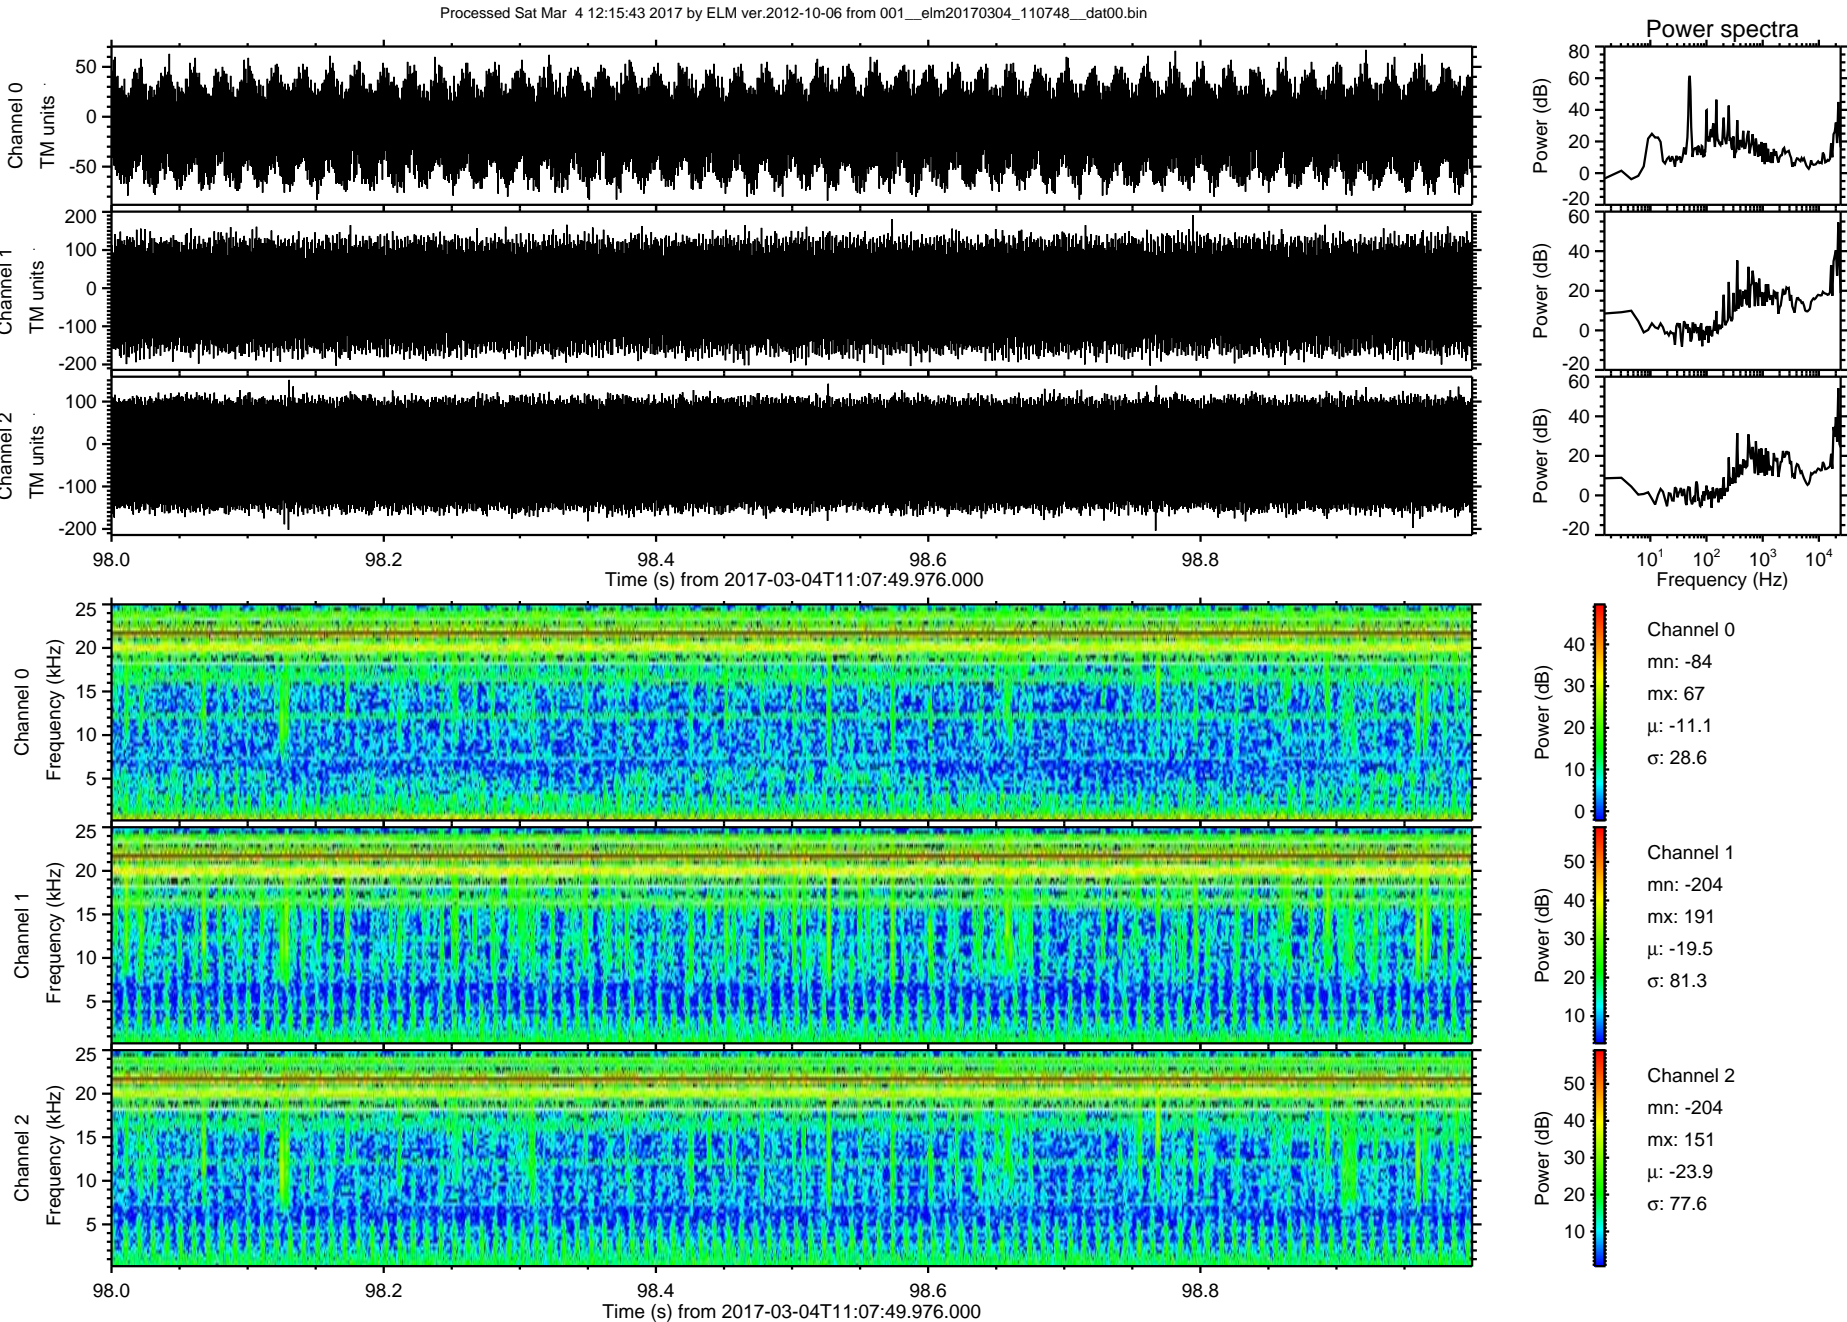 Processed Sat Mar 4 12:15:43 2017 by ELM ver.2012-10-06 from 001__elm20170304_110748__dat00.bin
Power spectra
Channel 0
TM units
50
0
-50
Power (dB)
80
60
40
20
0
-20
Channel 1
TM units
200
100
0
-100
-200
Power (dB)
60
40
20
0
-20
Channel 2
TM units
100
0
-100
-200
Power (dB)
60
40
20
0
-20
98.0 98.2 98.4 98.6 98.8
Time (s) from 2017-03-04T11:07:49.976.000
10^1 10^2 10^3 10^4
Frequency (Hz)
Channel 0
Frequency (kHz)
25
20
15
10
5
Power (dB)
40
30
20
10
0
Channel 0
mn: -84
mx: 67
μ: -11.1
σ: 28.6
Channel 1
Frequency (kHz)
25
20
15
10
5
Power (dB)
50
40
30
20
10
Channel 1
mn: -204
mx: 191
μ: -19.5
σ: 81.3
Channel 2
Frequency (kHz)
25
20
15
10
5
Power (dB)
50
40
30
20
10
Channel 2
mn: -204
mx: 151
μ: -23.9
σ: 77.6
98.0 98.2 98.4 98.6 98.8
Time (s) from 2017-03-04T11:07:49.976.000